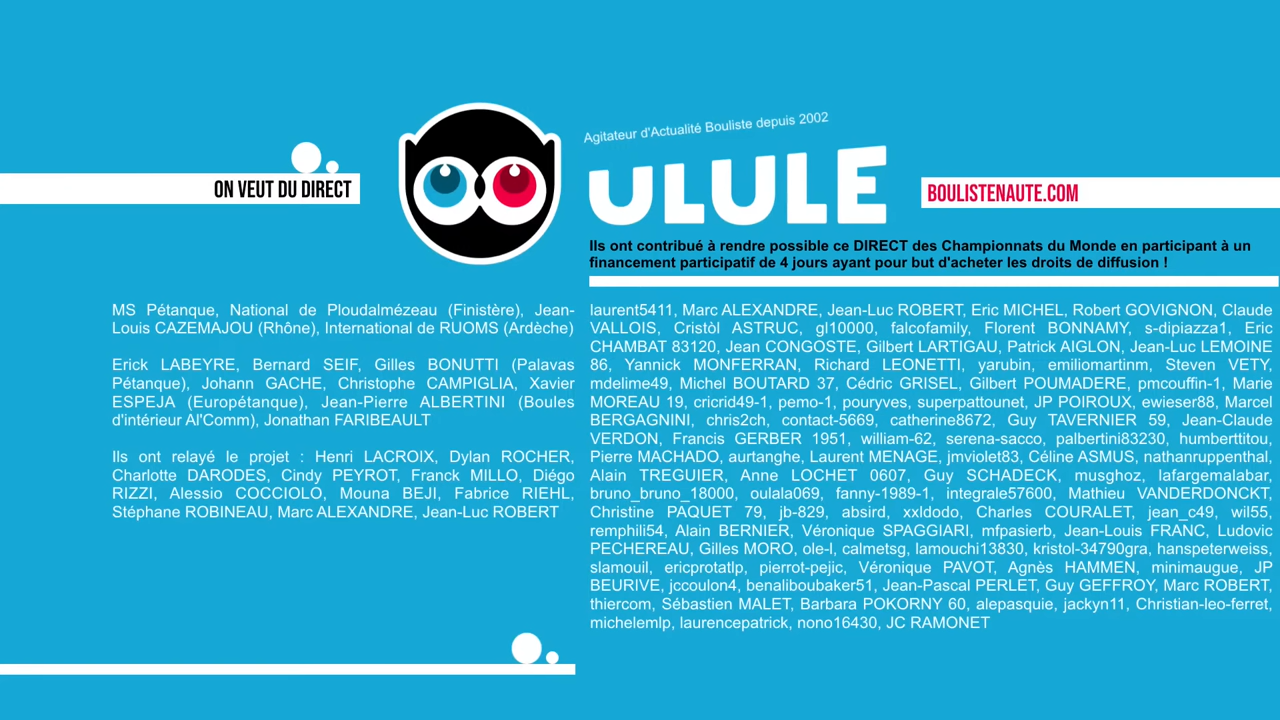 Agitateur d'Actualité Bouliste depuis 2002
ON VEUT DU DIRECT
ULULE
BOULISTENAUTE.COM
Ils ont contribué à rendre possible ce DIRECT des Championnats du Monde en participant à un
financement participatif de 4 jours ayant pour but d'acheter les droits de diffusion !
MS Pétanque, National de Ploudalmézeau (Finistère), Jean-
Louis CAZEMAJOU (Rhône), International de RUOMS (Ardèche)
Erick LABEYRE, Bernard SEIF, Gilles BONUTTI (Palavas
Pétanque), Johann GACHE, Christophe CAMPIGLIA, Xavier
ESPEJA (Europétanque), Jean-Pierre ALBERTINI (Boules
d'intérieur Al'Comm), Jonathan FARIBEAULT
Ils ont relayé le projet : Henri LACROIX, Dylan ROCHER,
Charlotte DARODES, Cindy PEYROT, Franck MILLO, Diégo
RIZZI, Alessio COCCIOLO, Mouna BEJI, Fabrice RIEHL,
Stéphane ROBINEAU, Marc ALEXANDRE, Jean-Luc ROBERT
laurent5411, Marc ALEXANDRE, Jean-Luc ROBERT, Eric MICHEL, Robert GOVIGNON, Claude
VALLOIS, Cristòl ASTRUC, gl10000, falcofamily, Florent BONNAMY, s-dipiazza1, Eric
CHAMBAT 83120, Jean CONGOSTE, Gilbert LARTIGAU, Patrick AIGLON, Jean-Luc LEMOINE
86, Yannick MONFERRAN, Richard LEONETTI, yarubin, emiliomartinm, Steven VETY,
mdelime49, Michel BOUTARD 37, Cédric GRISEL, Gilbert POUMADERE, pmcouffin-1, Marie
MOREAU 19, cricrid49-1, pemo-1, pouryves, superpattounet, JP POIROUX, ewieser88, Marcel
BERGAGNINI, chris2ch, contact-5669, catherine8672, Guy TAVERNIER 59, Jean-Claude
VERDON, Francis GERBER 1951, william-62, serena-sacco, palbertini83230, humberttitou,
Pierre MACHADO, aurtanghe, Laurent MENAGE, jmviolet83, Céline ASMUS, nathanruppenthal,
Alain TREGUIER, Anne LOCHET 0607, Guy SCHADECK, musghoz, lafargemalabar,
bruno_bruno_18000, oulala069, fanny-1989-1, integrale57600, Mathieu VANDERDONCKT,
Christine PAQUET 79, jb-829, absird, xxldodo, Charles COURALET, jean_c49, wil55,
remphili54, Alain BERNIER, Véronique SPAGGIARI, mfpasierb, Jean-Louis FRANC, Ludovic
PECHEREAU, Gilles MORO, ole-l, calmetsg, lamouchi13830, kristol-34790gra, hanspeterweiss,
slamouil, ericprotatlp, pierrot-pejic, Véronique PAVOT, Agnès HAMMEN, minimaugue, JP
BEURIVE, jccoulon4, benaliboubaker51, Jean-Pascal PERLET, Guy GEFFROY, Marc ROBERT,
thiercom, Sébastien MALET, Barbara POKORNY 60, alepasquie, jackyn11, Christian-leo-ferret,
michelemlp, laurencepatrick, nono16430, JC RAMONET